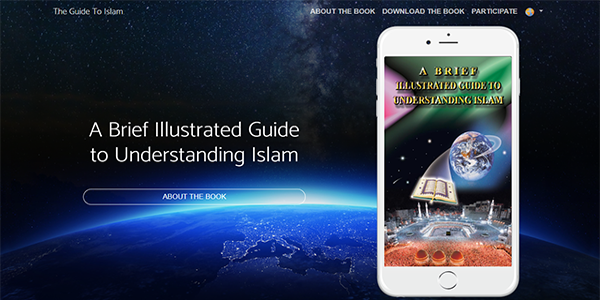 The Guide To Islam
ABOUT THE BOOK DOWNLOAD THE BOOK PARTICIPATE
A Brief Illustrated Guide
to Understanding Islam
ABOUT THE BOOK
A BRIEF
ILLUSTRATED GUIDE TO
UNDERSTANDING ISLAM